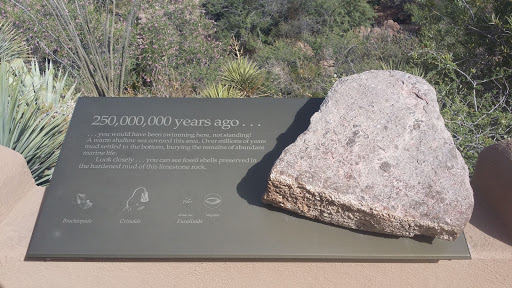 250,000,000 years ago . . .
. . . you would have been swimming here, not standing!
A warm shallow sea covered this area. Over millions of years
mud settled to the bottom, burying the remains of abundant
marine life.
Look closely . . . you can see fossil shells preserved in
the hardened mud of this limestone rock.
Brachiopods
Crinoids
Fusulinids